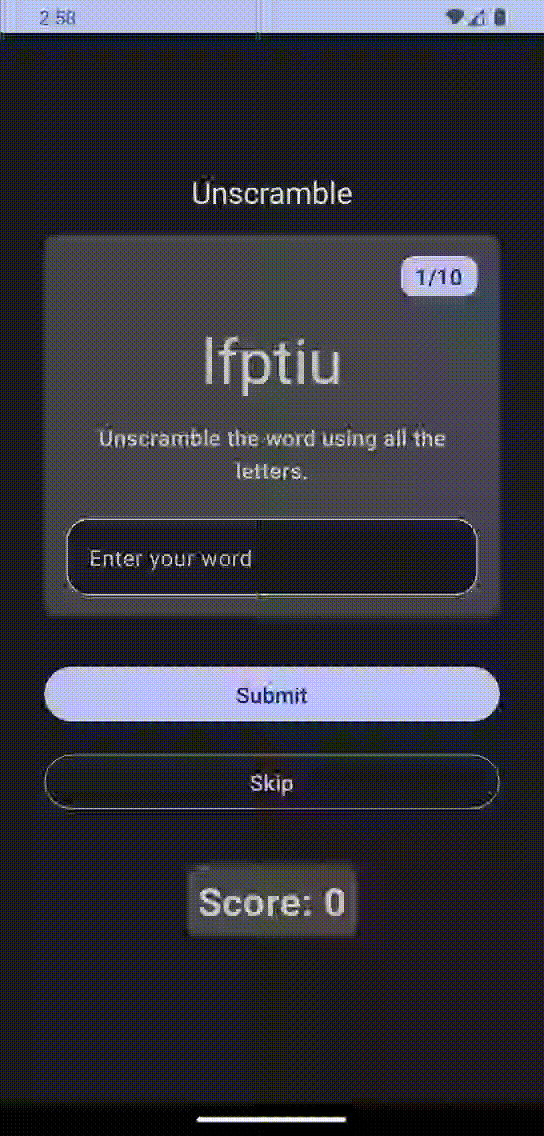 2:58
Unscramble
1/10
lfptiu
Unscramble the word using all the
letters.
Enter your word
Submit
Skip
Score: 0